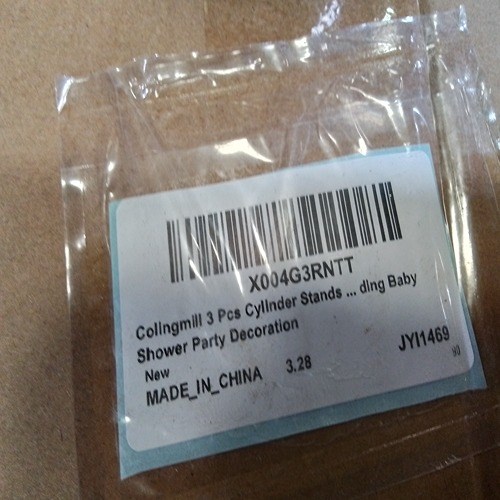 X004G3RNTT
Colingmill 3 Pcs Cylinder Stands ... ding Baby
Shower Party Decoration
New
MADE_IN_CHINA 3.28 JYI1469